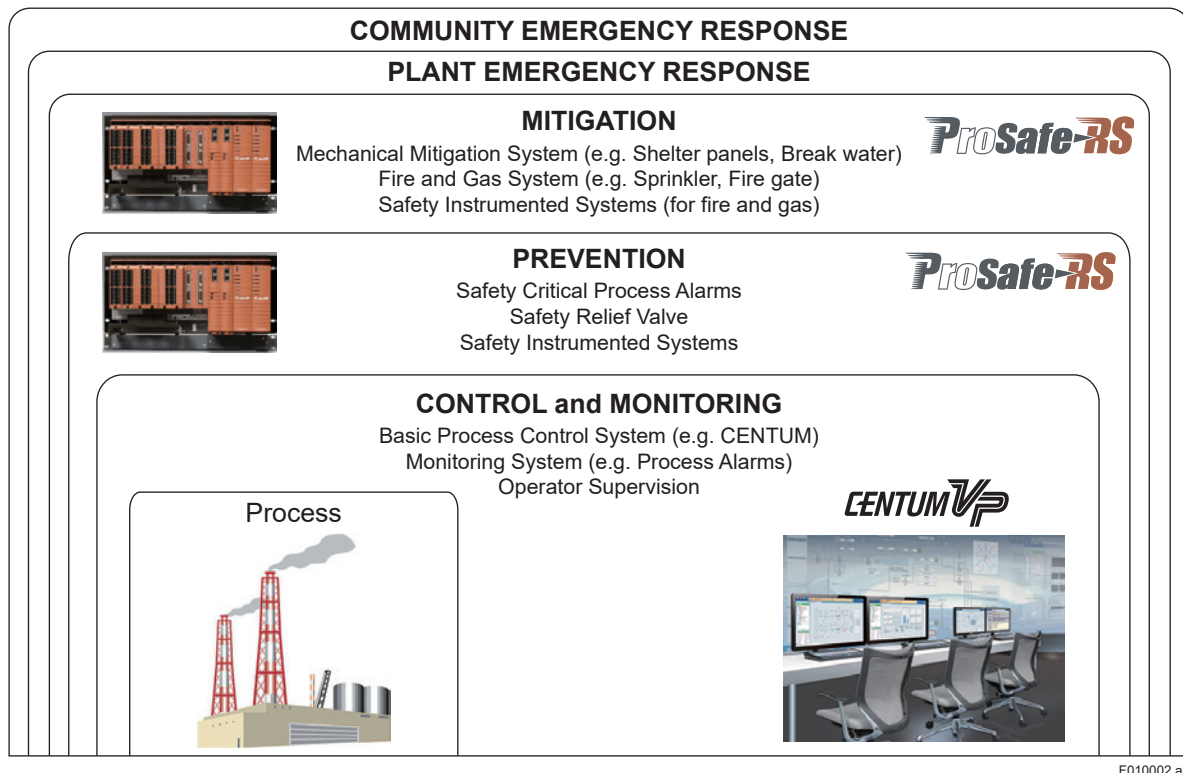 COMMUNITY EMERGENCY RESPONSE
PLANT EMERGENCY RESPONSE
MITIGATION
Mechanical Mitigation System (e.g. Shelter panels, Break water)
Fire and Gas System (e.g. Sprinkler, Fire gate)
Safety Instrumented Systems (for fire and gas)
ProSafe-RS
PREVENTION
Safety Critical Process Alarms
Safety Relief Valve
Safety Instrumented Systems
ProSafe-RS
CONTROL and MONITORING
Basic Process Control System (e.g. CENTUM)
Monitoring System (e.g. Process Alarms)
Operator Supervision
Process
CENTUM VP